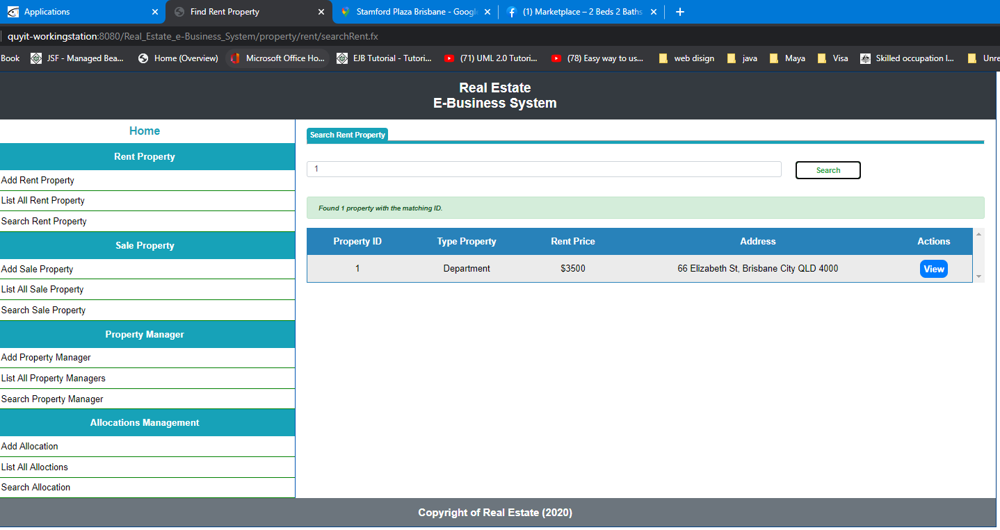 Applications
Find Rent Property
Stamford Plaza Brisbane - Googl
(1) Marketplace – 2 Beds 2 Baths
quyit-workingstation:8080/Real_Estate_e-Business_System/property/rent/searchRent.fx
Book
JSF - Managed Bea...
Home (Overview)
Microsoft Office Ho...
EJB Tutorial - Tutori...
(71) UML 2.0 Tutori...
(78) Easy way to us...
web disign
java
Maya
Visa
Skilled occupation l...
Unre
Real Estate
E-Business System
Home
Rent Property
Add Rent Property
List All Rent Property
Search Rent Property
Sale Property
Add Sale Property
List All Sale Property
Search Sale Property
Property Manager
Add Property Manager
List All Property Managers
Search Property Manager
Allocations Management
Add Allocation
List All Alloctions
Search Allocation
Search Rent Property
1
Search
Found 1 property with the matching ID.
Property ID Type Property Rent Price Address Actions
1 Department $3500 66 Elizabeth St, Brisbane City QLD 4000 View
Copyright of Real Estate (2020)